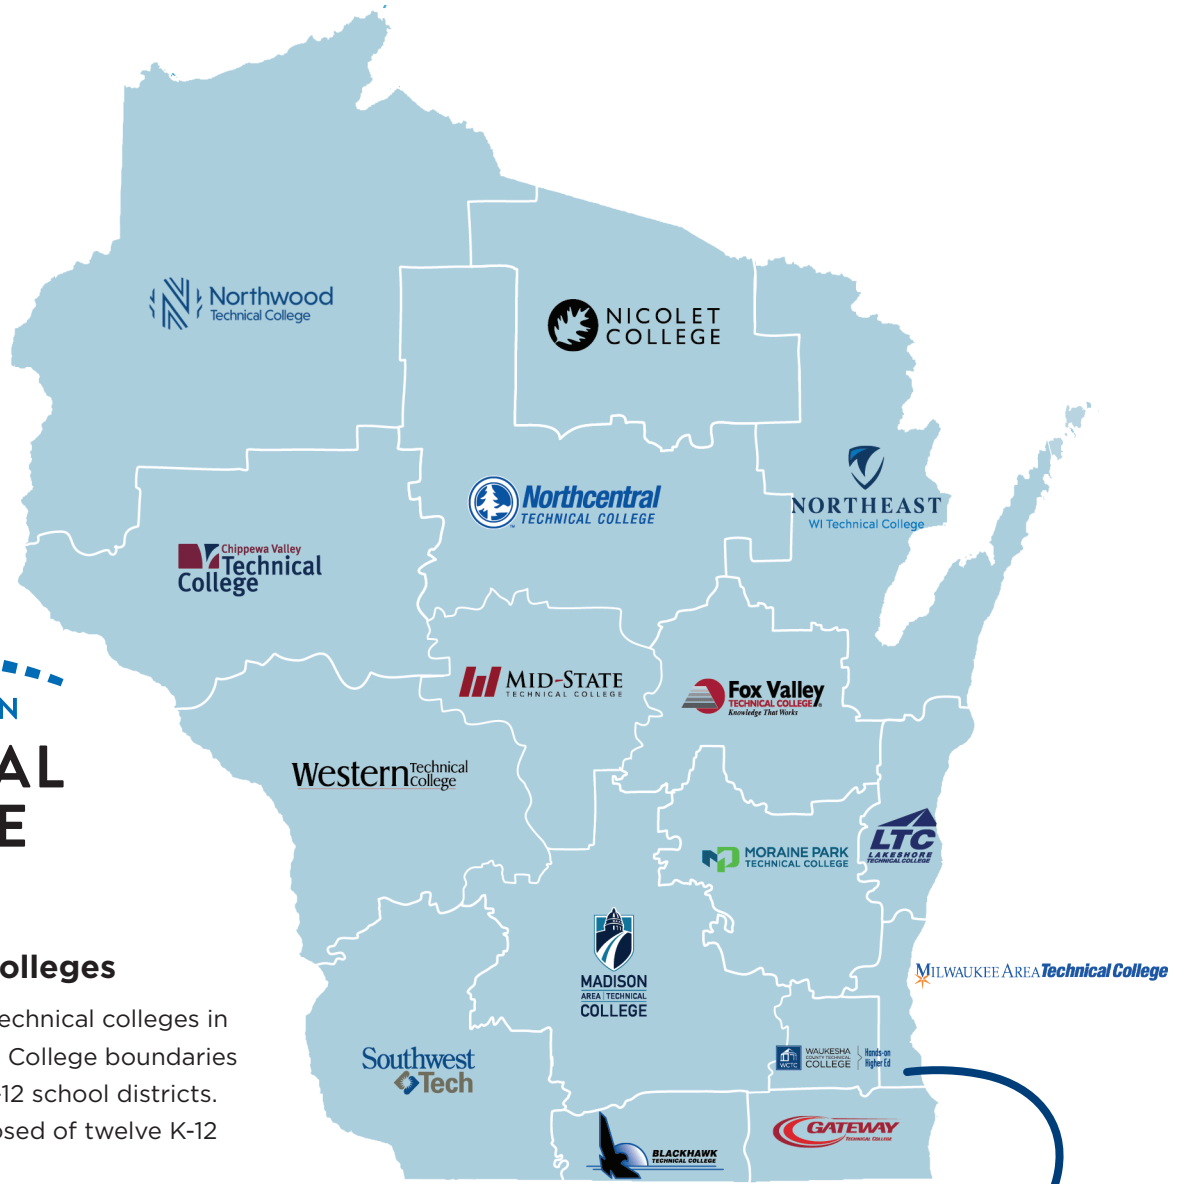 Northwood
Technical College
NICOLET
COLLEGE
Northcentral
TECHNICAL COLLEGE
NORTHEAST
WI Technical College
Chippewa Valley
Technical
College
N
AL
E
MID-STATE
TECHNICAL COLLEGE
Fox Valley
TECHNICAL COLLEGE
Knowledge That Works
Western Technical
College
LTC
LAKESHORE
TECHNICAL COLLEGE
MORAINE PARK
TECHNICAL COLLEGE
MADISON
AREA TECHNICAL
COLLEGE
MILWAUKEE AREA Technical College
olleges
echnical colleges in
College boundaries
-12 school districts.
osed of twelve K-12
Southwest
Tech
WCTC
WAUKESHA
COUNTY TECHNICAL
COLLEGE
Hands-on
Higher Ed
BLACKHAWK
TECHNICAL COLLEGE
GATEWAY
TECHNICAL COLLEGE